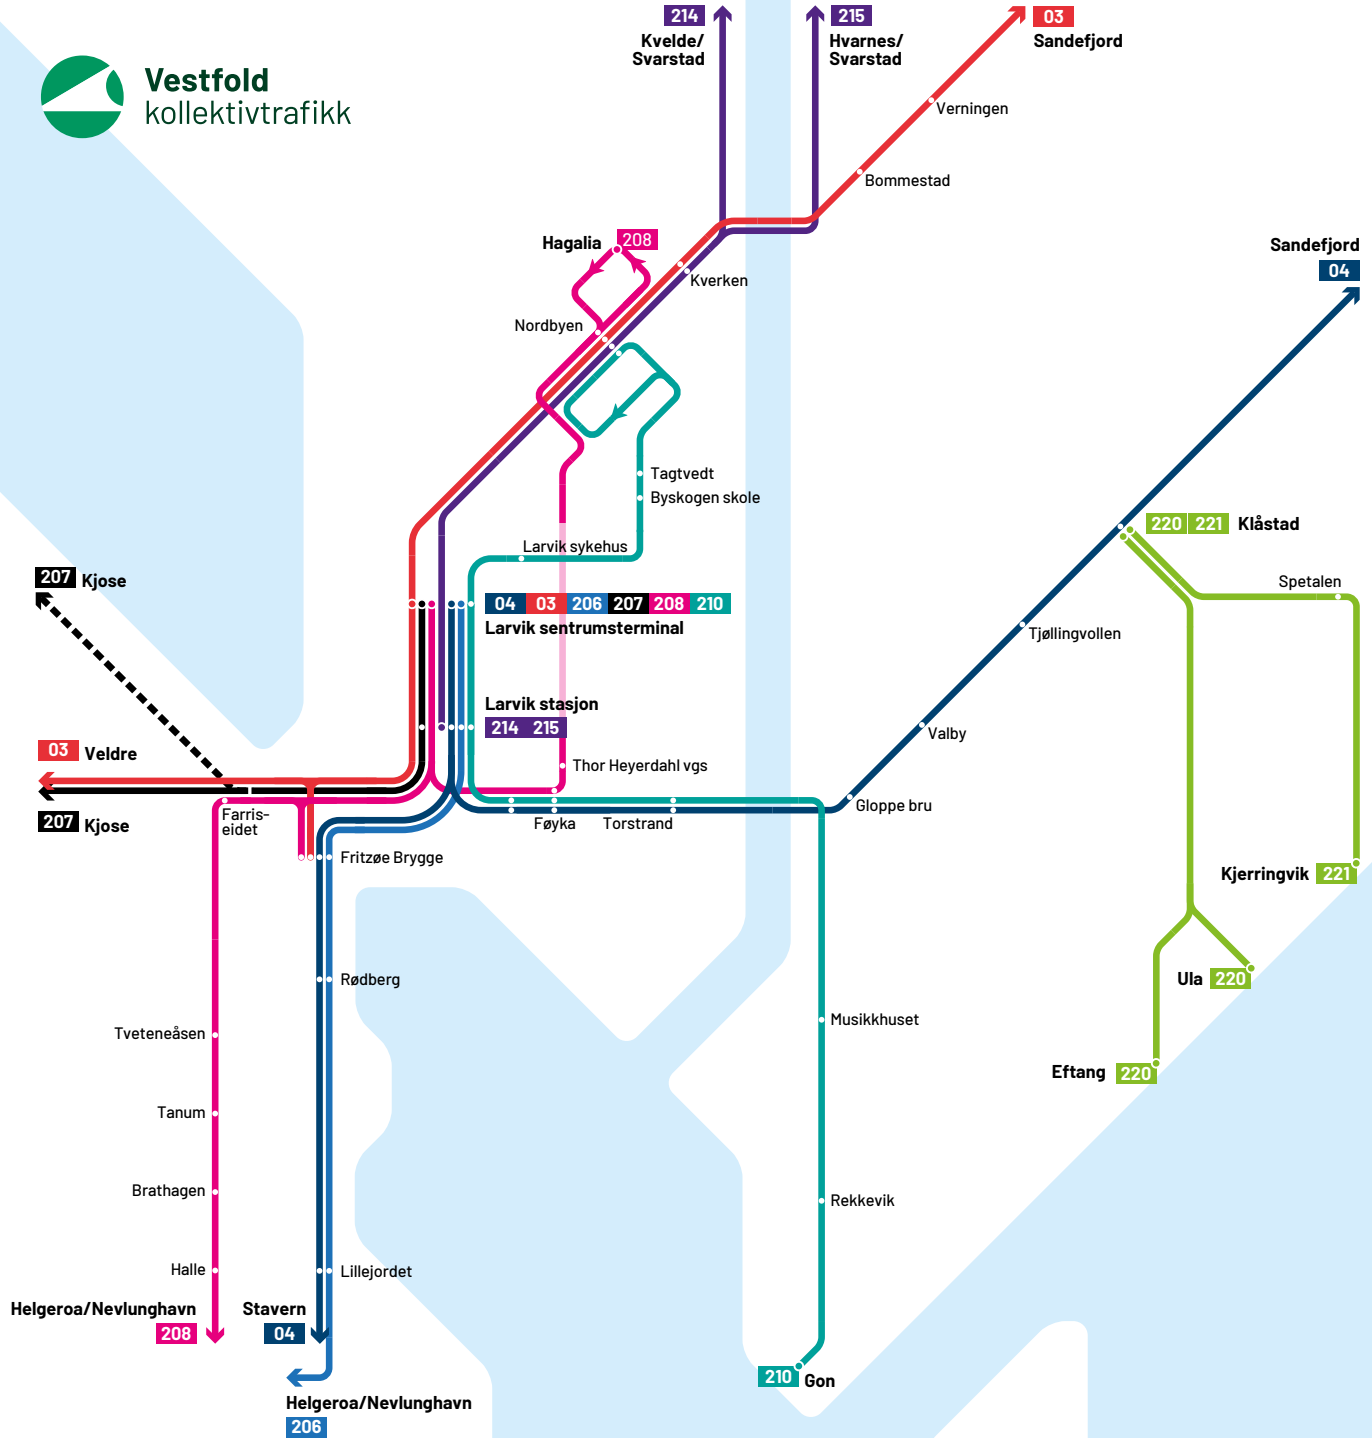 214
Kvelde/
Svarstad
215
Hvarnes/
Svarstad
03
Sandefjord
Vestfold
kollektivtrafikk
Verningen
Bommestad
Hagalia
208
Sandefjord
04
Kverken
Nordbyen
Tagtvedt
Byskogen skole
220 221 Klåstad
Larvik sykehus
207 Kjose
Spetalen
04 03 206 207 208 210
Larvik sentrumsterminal
Tjøllingvollen
Larvik stasjon
214 215
Valby
03 Veldre
Thor Heyerdahl vgs
207 Kjose
Farris-
eidet
Føyka
Torstrand
Gloppe bru
Fritzøe Brygge
Kjerringvik 221
Rødberg
Ula 220
Musikkhuset
Tveteneåsen
Eftang 220
Tanum
Brathagen
Rekkevik
Halle
Lillejordet
Helgeroa/Nevlunghavn
208
Stavern
04
210 Gon
Helgeroa/Nevlunghavn
206